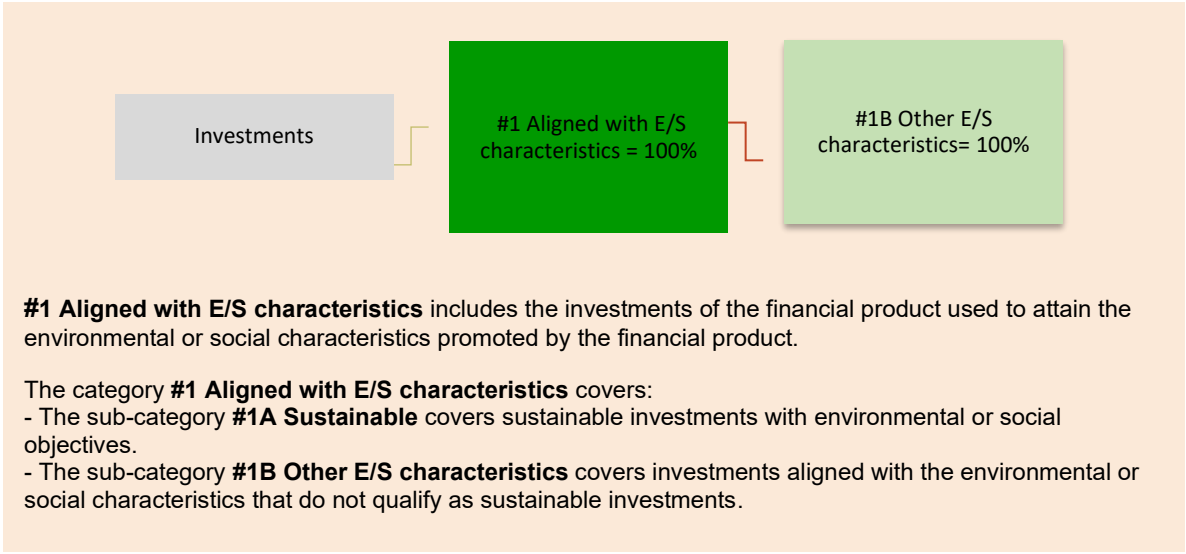 Investments
#1 Aligned with E/S
characteristics = 100%
#1B Other E/S
characteristics= 100%
#1 Aligned with E/S characteristics includes the investments of the financial product used to attain the
environmental or social characteristics promoted by the financial product.
The category #1 Aligned with E/S characteristics covers:
- The sub-category #1A Sustainable covers sustainable investments with environmental or social
objectives.
- The sub-category #1B Other E/S characteristics covers investments aligned with the environmental or
social characteristics that do not qualify as sustainable investments.